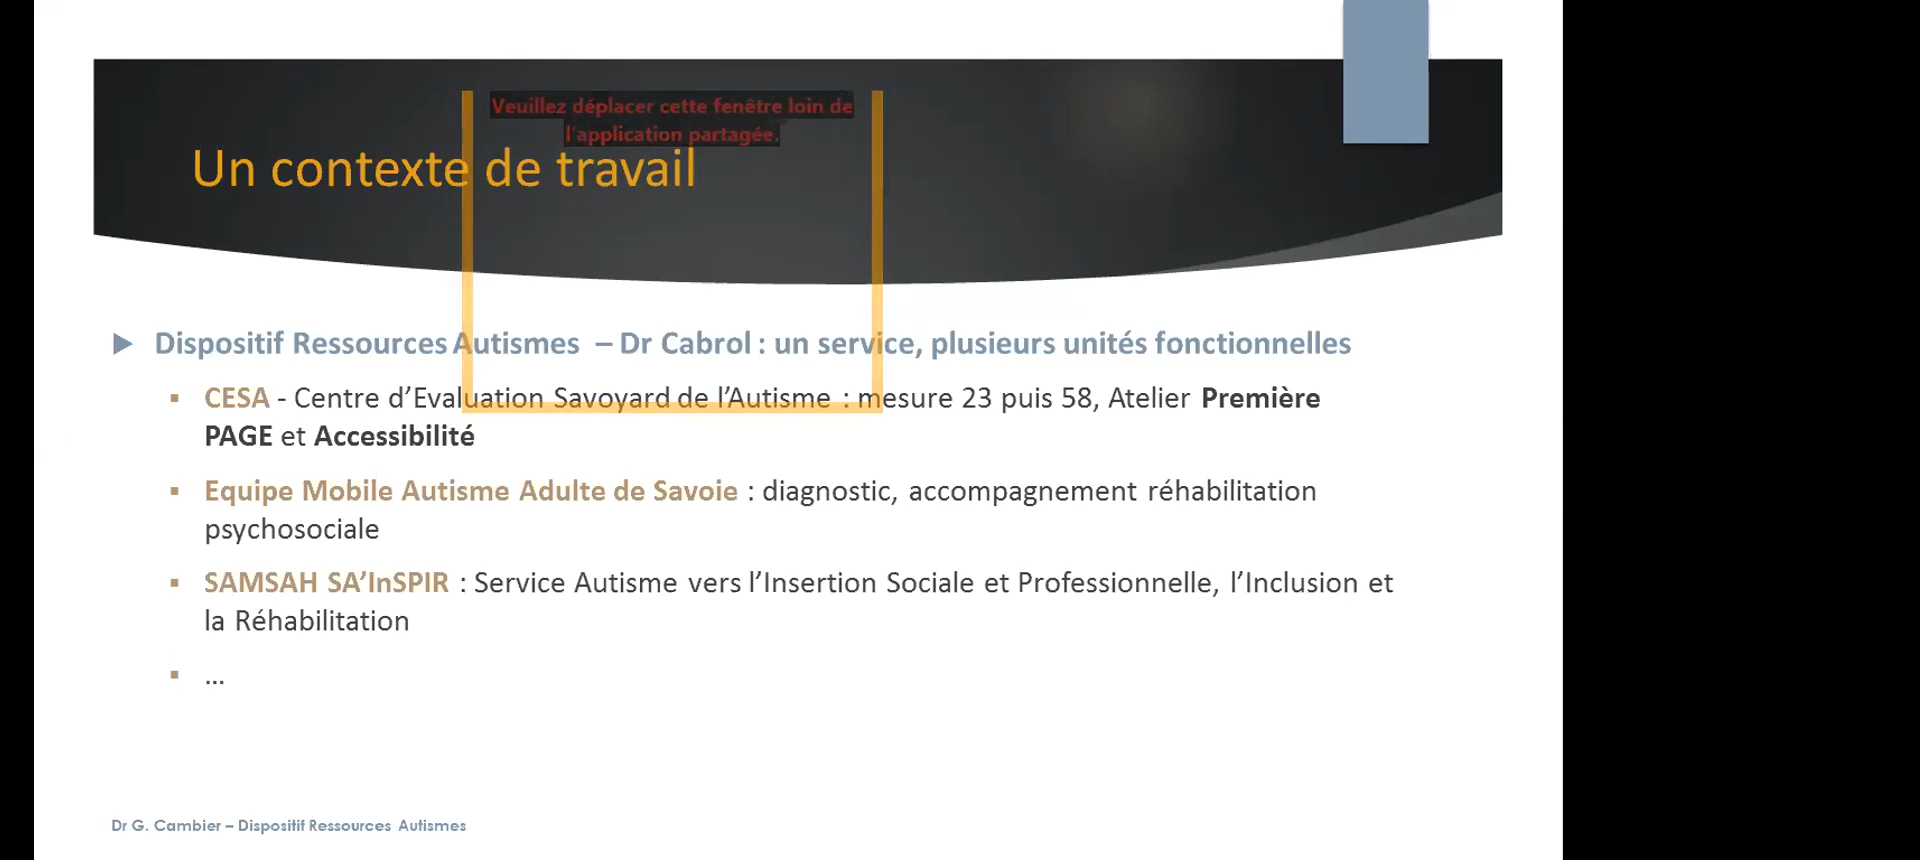 Veuillez déplacer cette fenêtre loin de
l'application partagée.
Un contexte de travail
Dispositif Ressources Autismes – Dr Cabrol : un service, plusieurs unités fonctionnelles
CESA - Centre d’Evaluation Savoyard de l’Autisme : mesure 23 puis 58, Atelier Première
PAGE et Accessibilité
Equipe Mobile Autisme Adulte de Savoie : diagnostic, accompagnement réhabilitation
psychosociale
SAMSAH SA’InSPIR : Service Autisme vers l’Insertion Sociale et Professionnelle, l’Inclusion et
la Réhabilitation
...
Dr G. Cambier – Dispositif Ressources Autismes